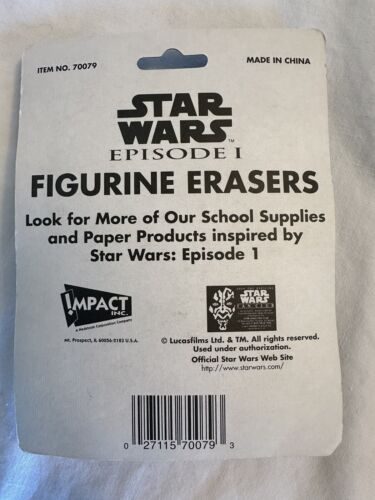 ITEM NO. 70079
MADE IN CHINA
STAR
WARS™
EPISODE I
FIGURINE ERASERS
Look for More of Our School Supplies
and Paper Products inspired by
Star Wars: Episode 1
IMPACT
INC.
Mt. Prospect, IL 60056-2183 U.S.A.
STAR
WARS
© Lucasfilms Ltd. & TM. All rights reserved.
Used under authorization.
Official Star Wars Web Site
http://www.starwars.com/
0 27115 70079 3